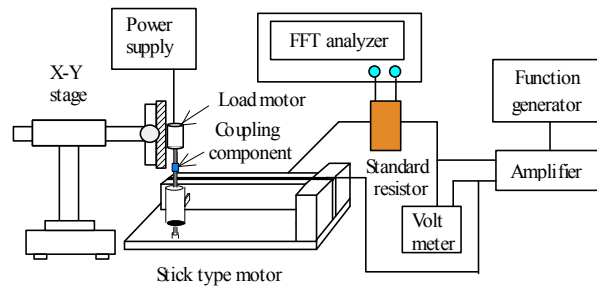 Power
supply
FFT analyzer
X-Y
stage
Function
generator
Load motor
Coupling
component
Standard
resistor
Amplifier
Volt
meter
Stick type motor